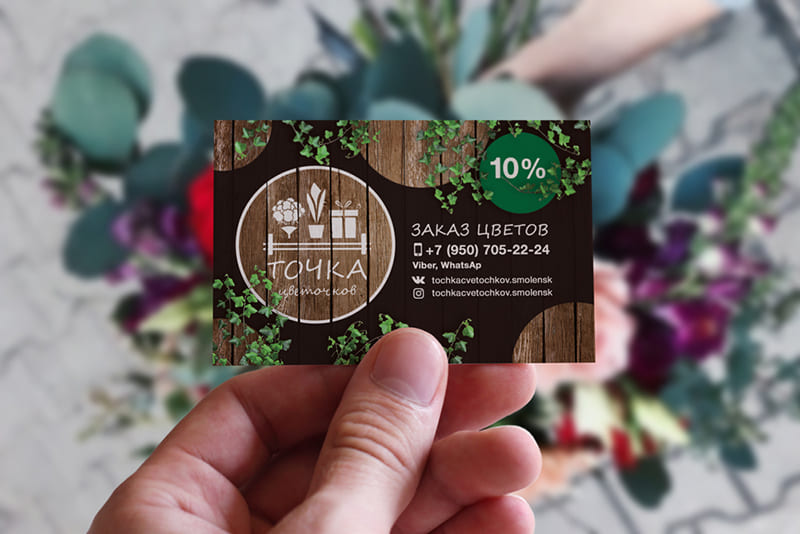 10%
ТОЧКА
цветочков
ЗАКАЗ ЦВЕТОВ
+7 (950) 705-22-24
Viber, WhatsAp
tochkacvetochkov.smolensk
tochkacvetochkov.smolensk